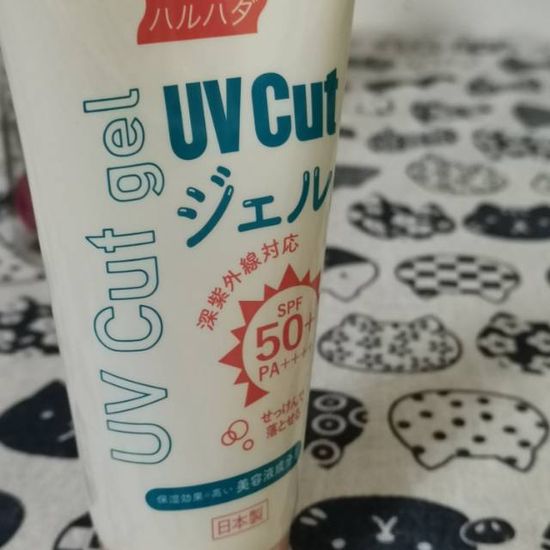 ハルハダ
UV Cut gel
UV Cut
ジェル
深紫外線対応
SPF
50+
PA++++
せっけんで
落とせる
保湿効果の高い 美容液成分
日本製